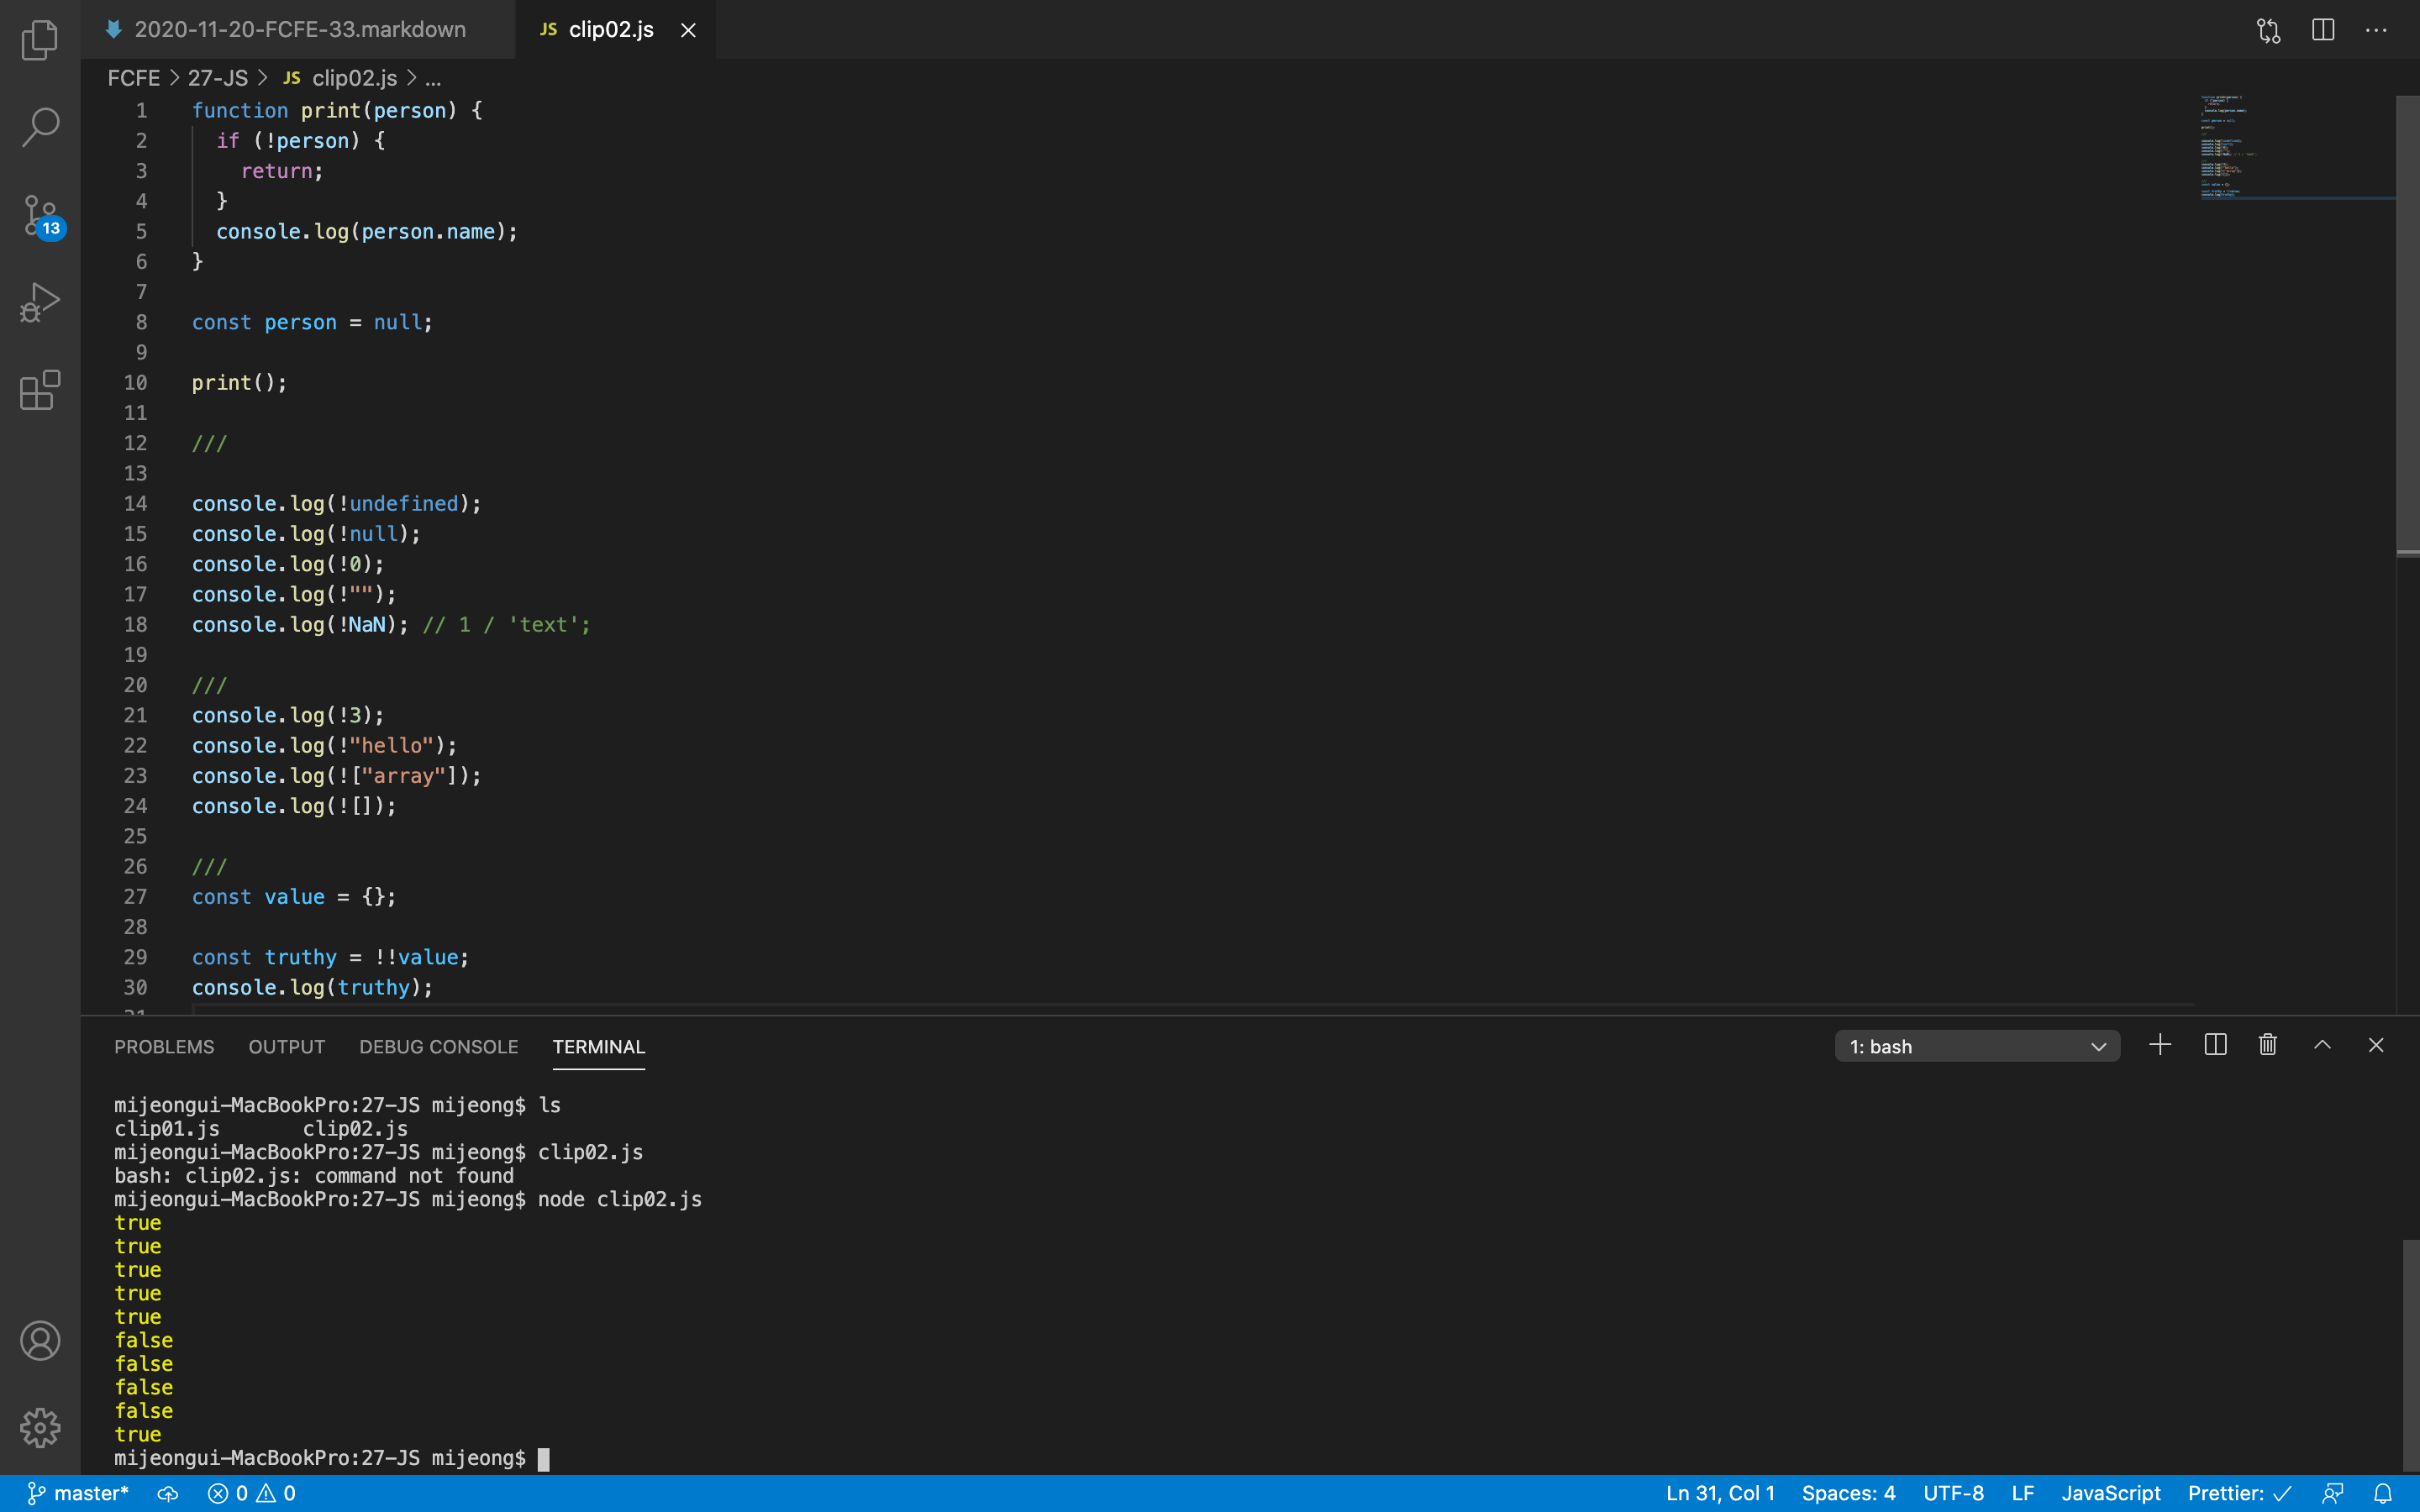 2020-11-20-FCFE-33.markdown
JS clip02.js
FCFE > 27-JS > JS clip02.js > ...
1 function print(person) {
2 if (!person) {
3 return;
4 }
5 console.log(person.name);
6 }
7
8 const person = null;
9
10 print();
11
12 ///
13
14 console.log(!undefined);
15 console.log(!null);
16 console.log(!0);
17 console.log(!"");
18 console.log(!NaN); // 1 / 'text';
19
20 ///
21 console.log(!3);
22 console.log(!"hello");
23 console.log(!["array"]);
24 console.log(![]);
25
26 ///
27 const value = {};
28
29 const truthy = !!value;
30 console.log(truthy);
31
13
PROBLEMS OUTPUT DEBUG CONSOLE TERMINAL
1: bash
mijeongui-MacBookPro:27-JS mijeong$ ls
clip01.js clip02.js
mijeongui-MacBookPro:27-JS mijeong$ clip02.js
bash: clip02.js: command not found
mijeongui-MacBookPro:27-JS mijeong$ node clip02.js
true
true
true
true
true
false
false
false
false
true
mijeongui-MacBookPro:27-JS mijeong$
master* 0 0 Ln 31, Col 1 Spaces: 4 UTF-8 LF JavaScript Prettier: ✓